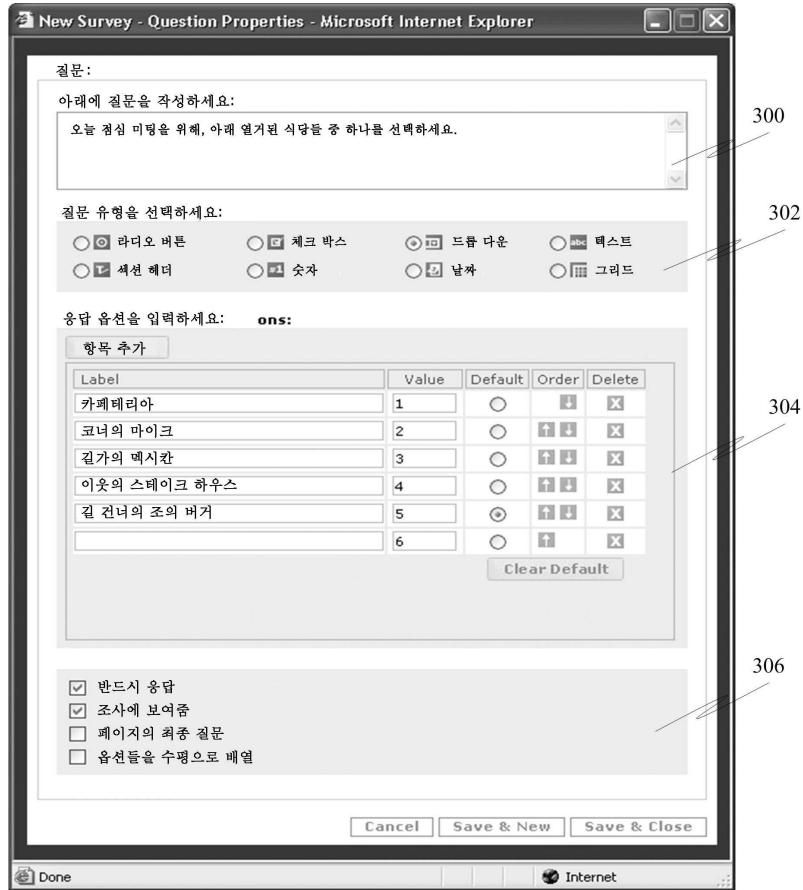 New Survey - Question Properties - Microsoft Internet Explorer
질문:
아래에 질문을 작성하세요:
오늘 점심 미팅을 위해, 아래 열거된 식당들 중 하나를 선택하세요.
300
질문 유형을 선택하세요:
302
라디오 버튼 체크 박스 드롭 다운 abc 텍스트
섹션 헤더 #1 숫자 날짜 그리드
응답 옵션을 입력하세요: ons:
항목 추가
Label Value Default Order Delete
카페테리아 1
304
코너의 마이크 2
길가의 멕시칸 3
이웃의 스테이크 하우스 4
길 건너의 조의 버거 5
6
Clear Default
306
반드시 응답
조사에 보여줌
페이지의 최종 질문
옵션들을 수평으로 배열
Cancel Save & New Save & Close
Done Internet